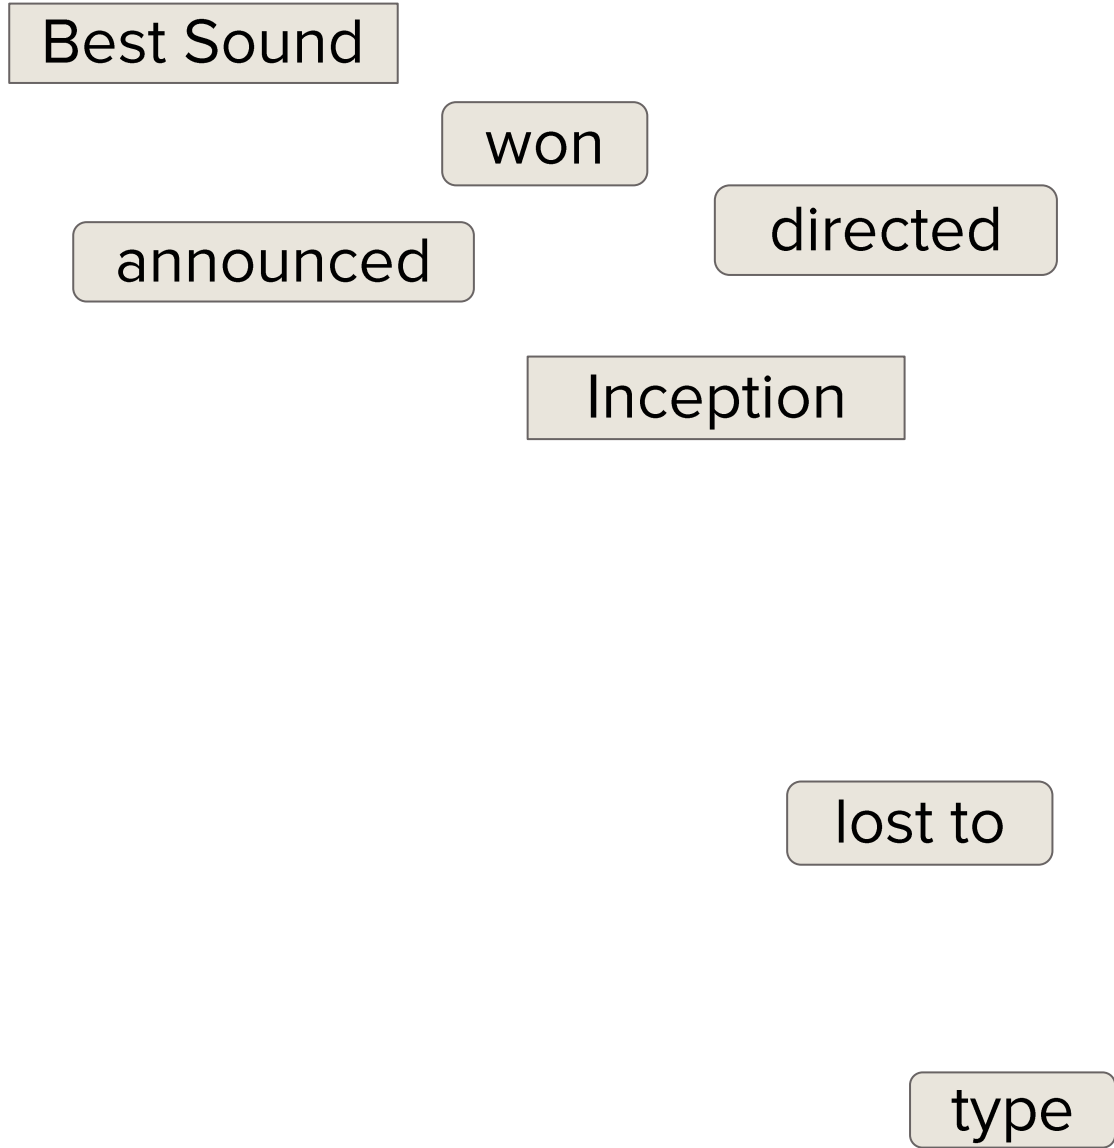 Best Sound
won
directed
announced
Inception
lost to
type